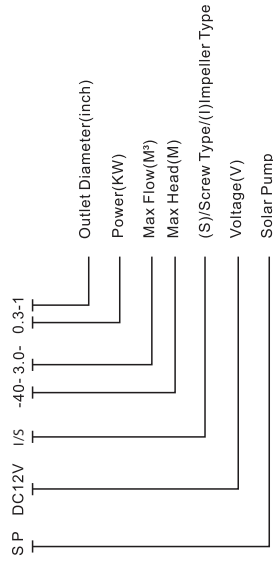 SP DC12V I/S -40-3.0- 0.3-1
Outlet Diameter(inch)
Power(KW)
Max Flow(M³)
Max Head(M)
(S)/Screw Type/(I)Impeller Type
Voltage(V)
Solar Pump